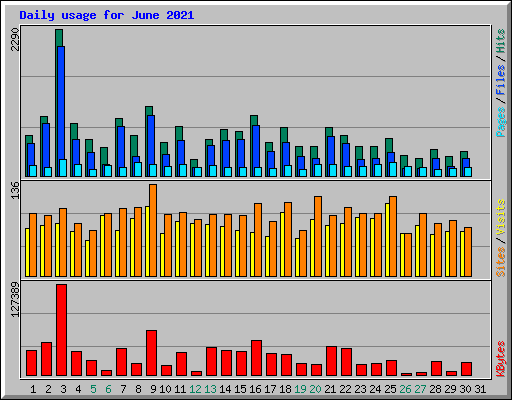 Daily usage for June 2021
2290
Pages / Files / Hits
136
Sites / Visits
127389
KBytes
1 2 3 4 5 6 7 8 9 10 11 12 13 14 15 16 17 18 19 20 21 22 23 24 25 26 27 28 29 30 31